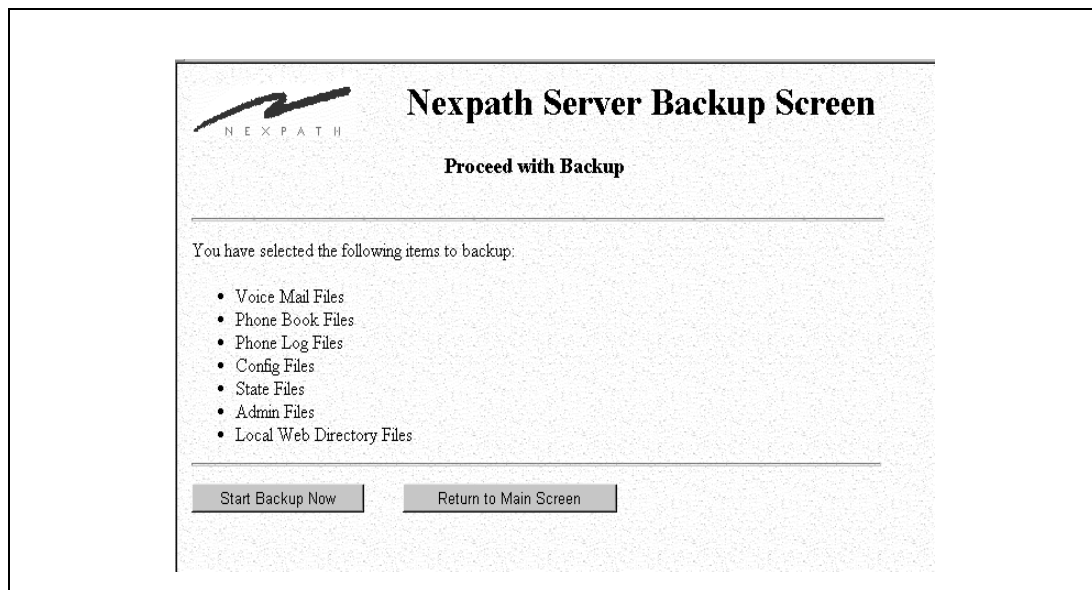 NEXPATH
Nexpath Server Backup Screen
Proceed with Backup
You have selected the following items to backup:
• Voice Mail Files
• Phone Book Files
• Phone Log Files
• Config Files
• State Files
• Admin Files
• Local Web Directory Files
Start Backup Now
Return to Main Screen